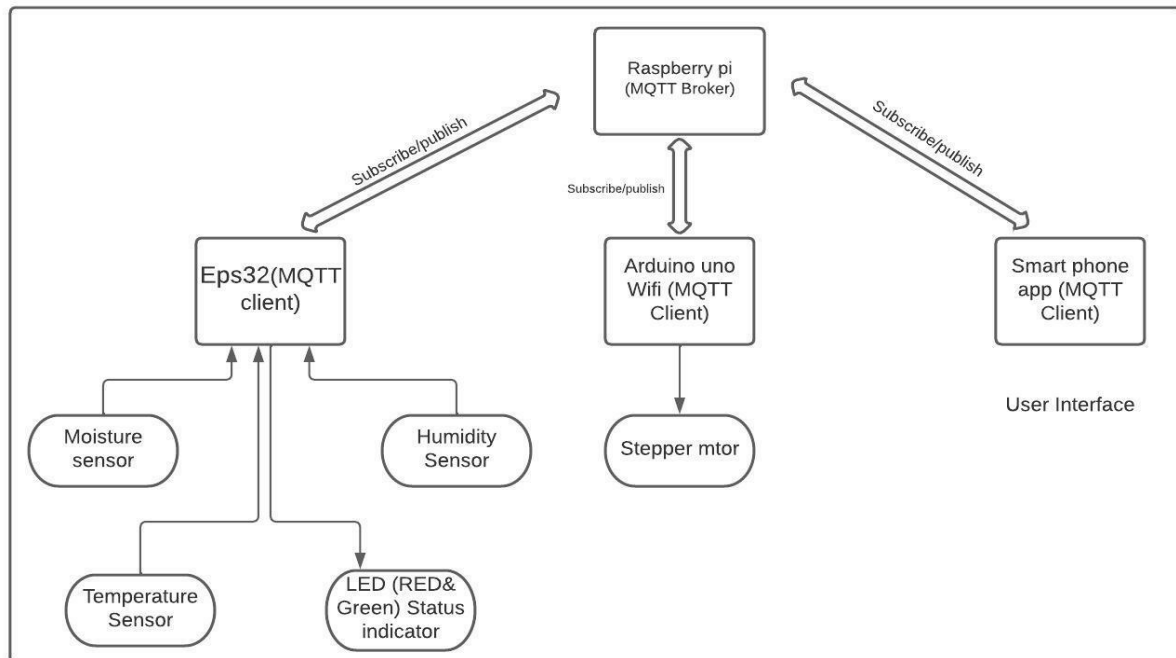 Raspberry pi
(MQTT Broker)
Subscribe/publish
Subscribe/publish
Subscribe/publish
Eps32(MQTT
client)
Arduino uno
Wifi (MQTT
Client)
Smart phone
app (MQTT
Client)
Moisture
sensor
Humidity
Sensor
Stepper mtor
User Interface
Temperature
Sensor
LED (RED&
Green) Status
indicator